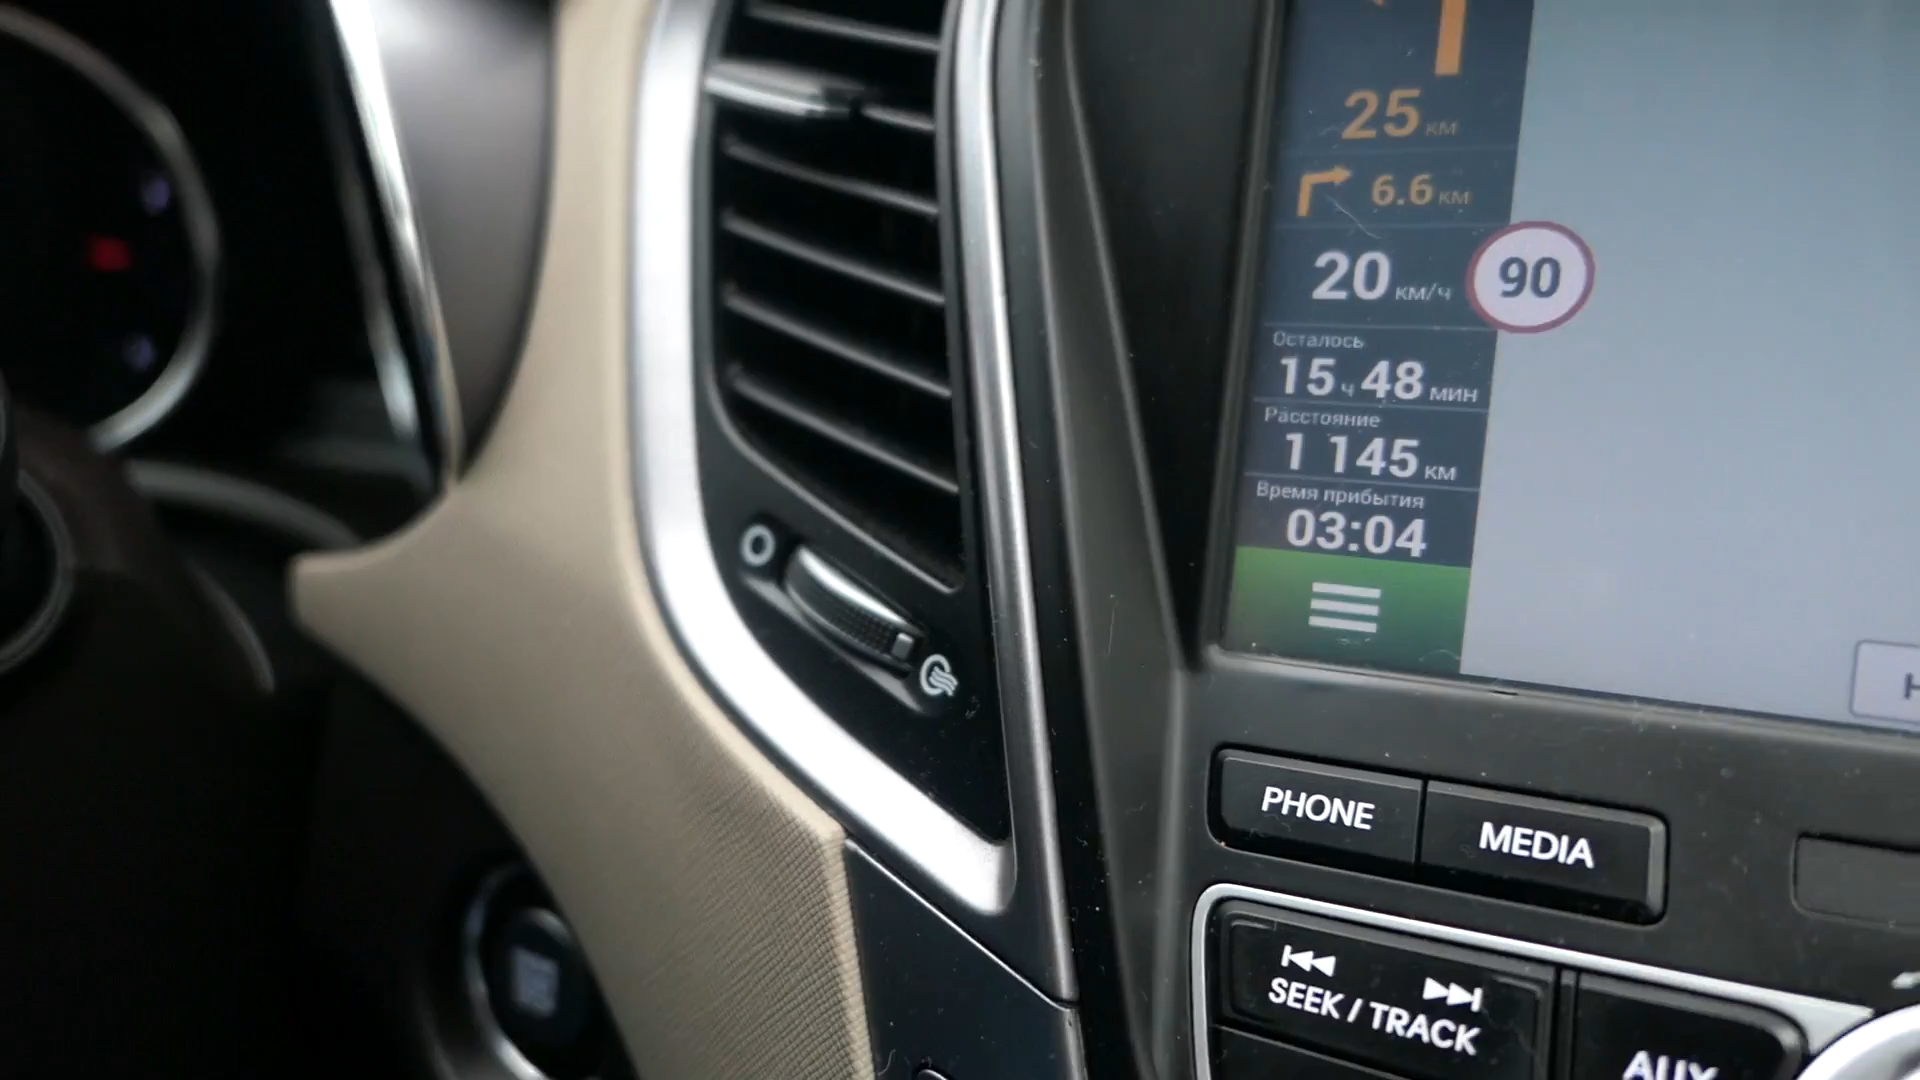 25 км
6.6 км
20 км/ч
90
Осталось
15 ч 48 мин
Расстояние
1 145 км
Время прибытия
03:04
PHONE
MEDIA
SEEK / TRACK
AUX